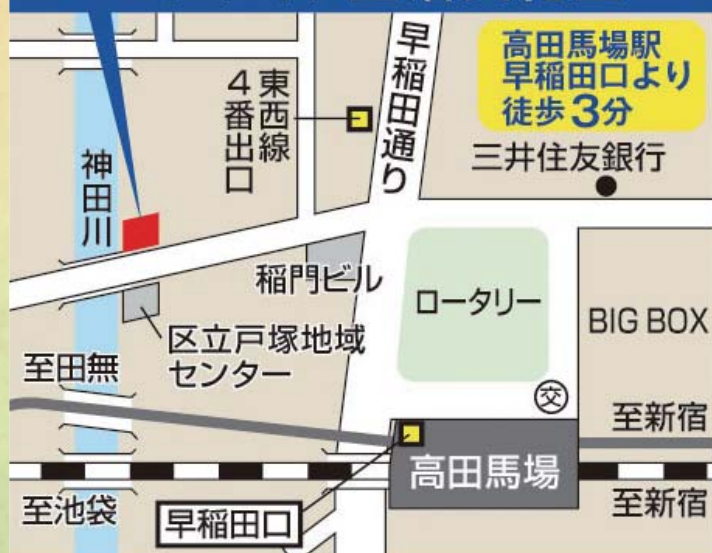 高田馬場駅
早稲田口より
徒歩3分
早稲田通り
東西線
4番出口
三井住友銀行
神田川
稲門ビル
ロータリー
BIG BOX
区立戸塚地域
センター
至田無
交
至新宿
高田馬場
至池袋
早稲田口
至新宿